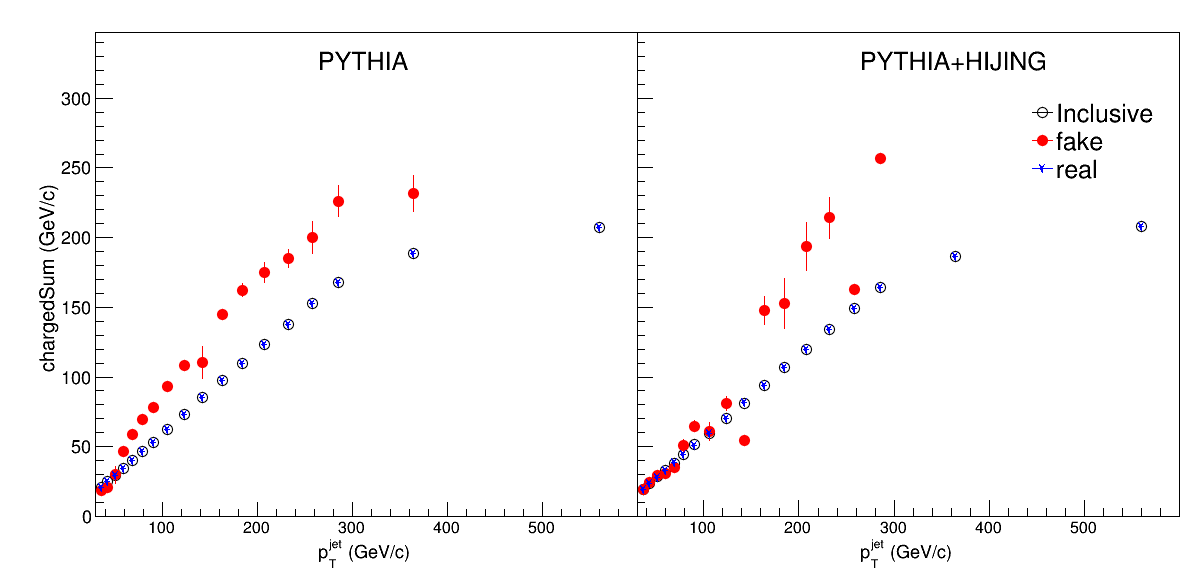 PYTHIA
PYTHIA+HIJING
Inclusive
fake
real
chargedSum (GeV/c)
300
250
200
150
100
50
0
100 200 300 400 500
100 200 300 400 500
p_T^jet (GeV/c)
p_T^jet (GeV/c)